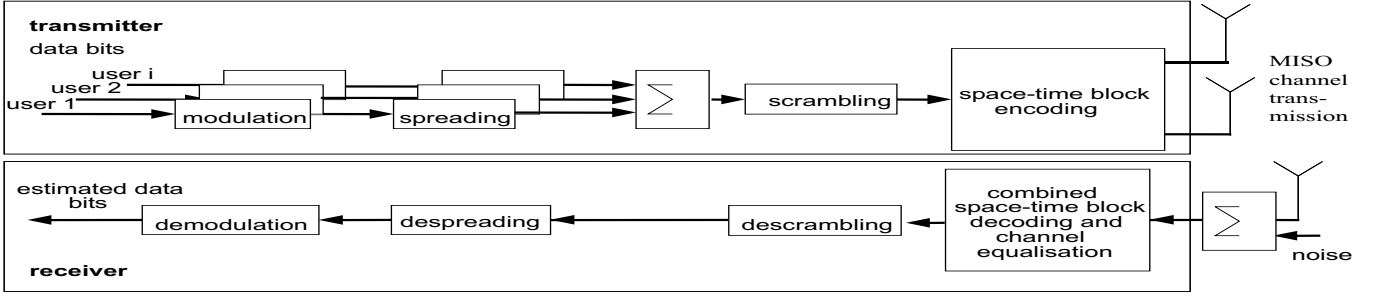 transmitter
data bits
user i
user 2
user 1
modulation
spreading
Σ
scrambling
space-time block
encoding
MISO
channel
trans-
mission
estimated data
bits
demodulation
despreading
descrambling
combined
space-time block
decoding and
channel
equalisation
Σ
noise
receiver